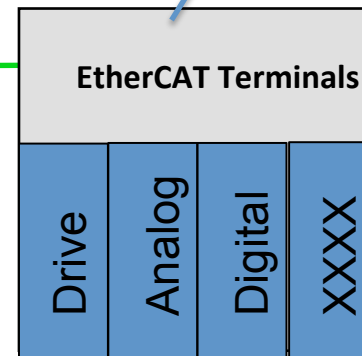 EtherCAT Terminals
Drive
Analog
Digital
XXXX